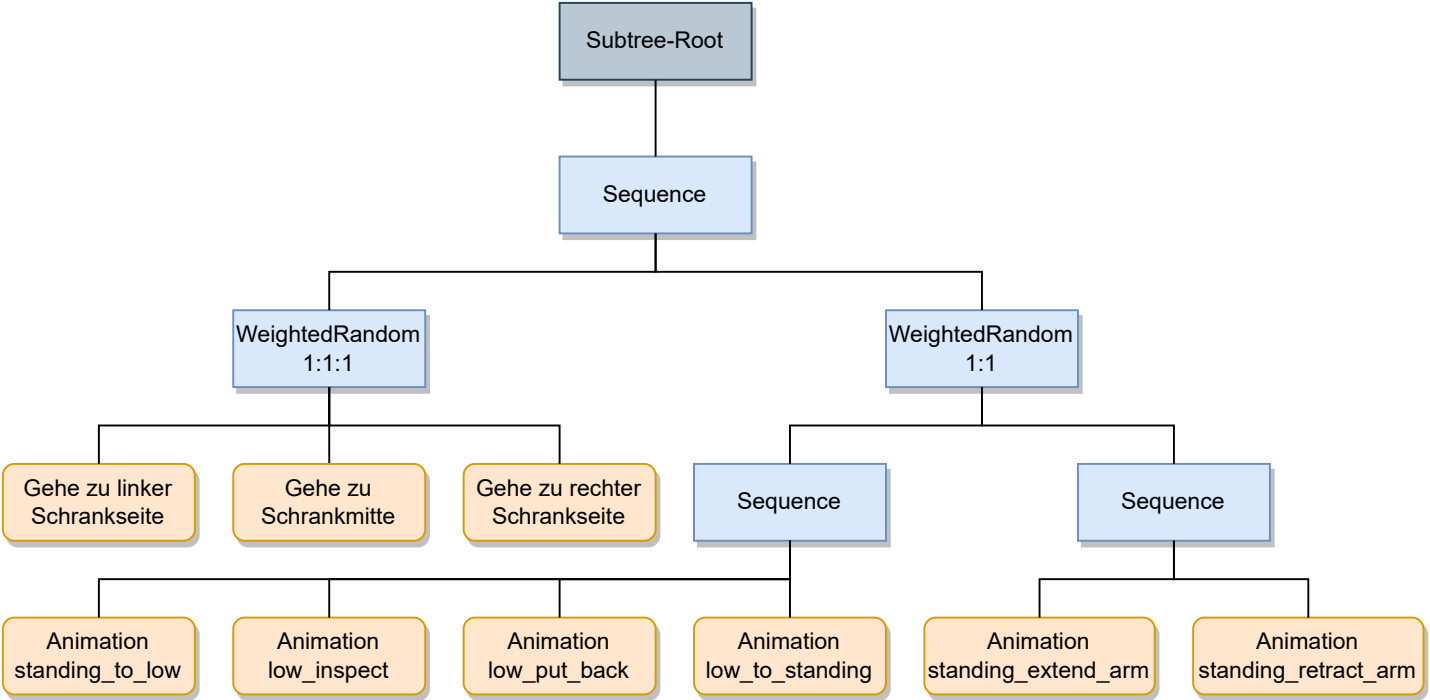 Subtree-Root
Sequence
WeightedRandom
1:1:1
WeightedRandom
1:1
Gehe zu linker
Schrankseite
Gehe zu
Schrankmitte
Gehe zu rechter
Schrankseite
Sequence
Sequence
Animation
standing_to_low
Animation
low_inspect
Animation
low_put_back
Animation
low_to_standing
Animation
standing_extend_arm
Animation
standing_retract_arm